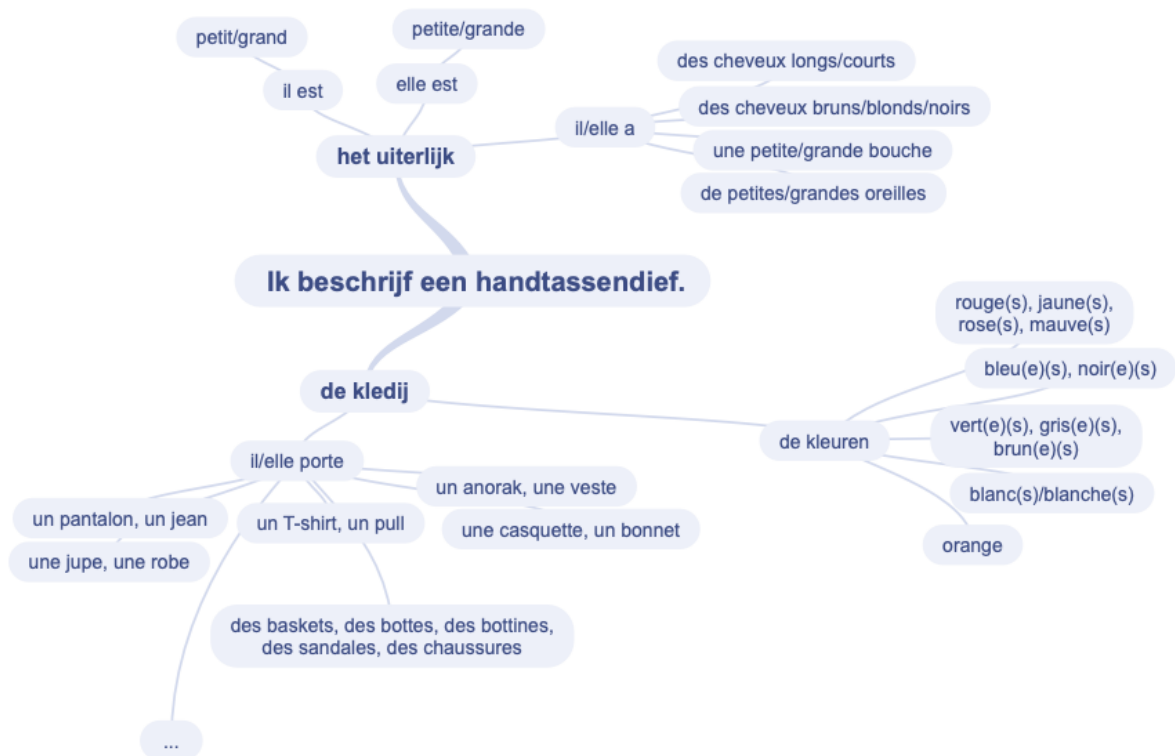 petit/grand
petite/grande
il est
elle est
des cheveux longs/courts
des cheveux bruns/blonds/noirs
il/elle a
het uiterlijk
une petite/grande bouche
de petites/grandes oreilles
Ik beschrijf een handtassendief.
de kledij
il/elle porte
un anorak, une veste
un pantalon, un jean
un T-shirt, un pull
une casquette, un bonnet
une jupe, une robe
des baskets, des bottes, des bottines,
des sandales, des chaussures
...
de kleuren
rouge(s), jaune(s),
rose(s), mauve(s)
bleu(e)(s), noir(e)(s)
vert(e)(s), gris(e)(s),
brun(e)(s)
blanc(s)/blanche(s)
orange